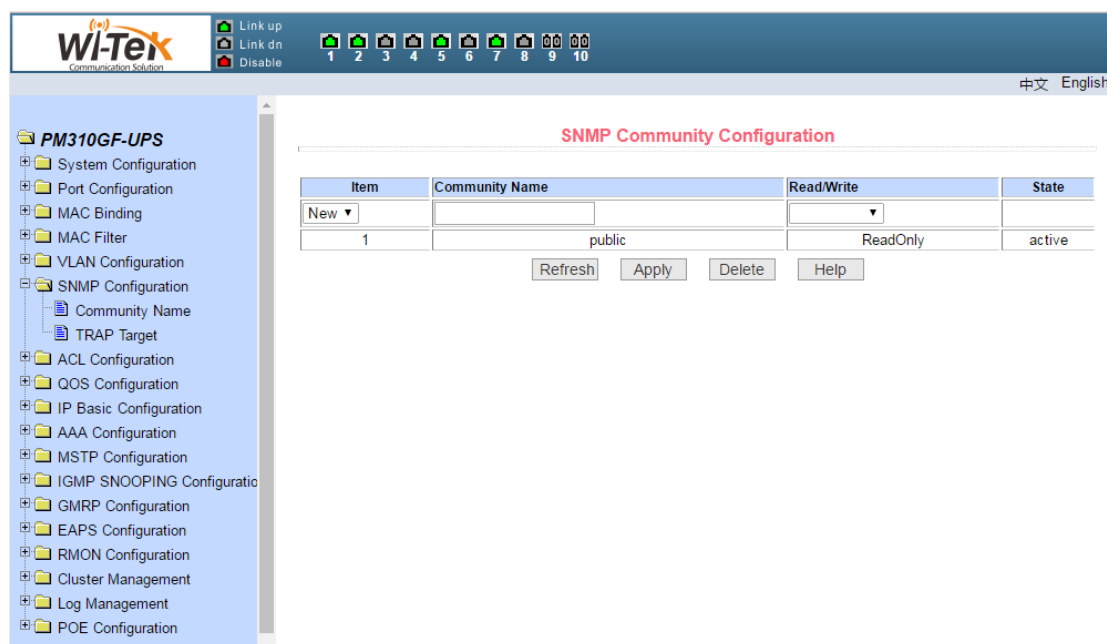 WI-TEK
Communication Solution
Link up
Link dn
Disable
1 2 3 4 5 6 7 8 9 10
中文 English
PM310GF-UPS
System Configuration
Port Configuration
MAC Binding
MAC Filter
VLAN Configuration
SNMP Configuration
Community Name
TRAP Target
ACL Configuration
QOS Configuration
IP Basic Configuration
AAA Configuration
MSTP Configuration
IGMP SNOOPING Configuratio
GMRP Configuration
EAPS Configuration
RMON Configuration
Cluster Management
Log Management
POE Configuration
SNMP Community Configuration
Item Community Name Read/Write State
New
1 public ReadOnly active
Refresh Apply Delete Help